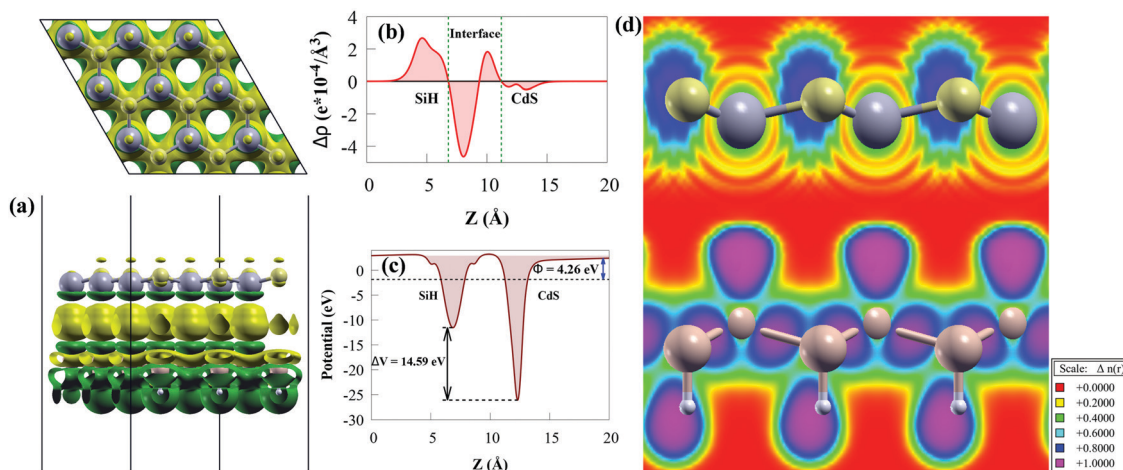 (a)
(b)
Interface
4
2
0
-2
-4
Δρ (e*10⁻⁴/Å³)
SiH
CdS
0
5
10
15
20
Z (Å)
(c)
0
-5
-10
-15
-20
-25
-30
Potential (eV)
SiH
CdS
Φ = 4.26 eV
ΔV = 14.59 eV
0
5
10
15
20
Z (Å)
(d)
Scale: Δ n(r)
+0.0000
+0.2000
+0.4000
+0.6000
+0.8000
+1.0000